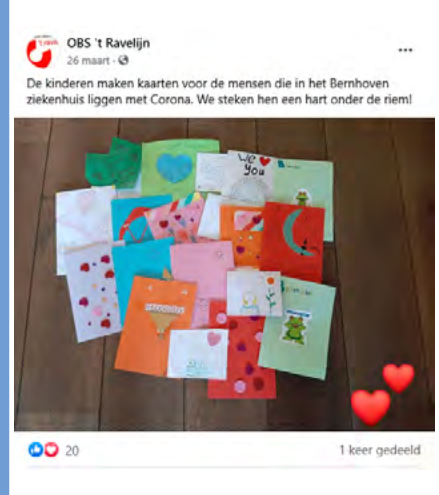 OBS 't Ravelijn
26 maart ·
De kinderen maken kaarten voor de mensen die in het Bernhoven
ziekenhuis liggen met Corona. We steken hen een hart onder de riem!
we ❤
you
20
1 keer gedeeld